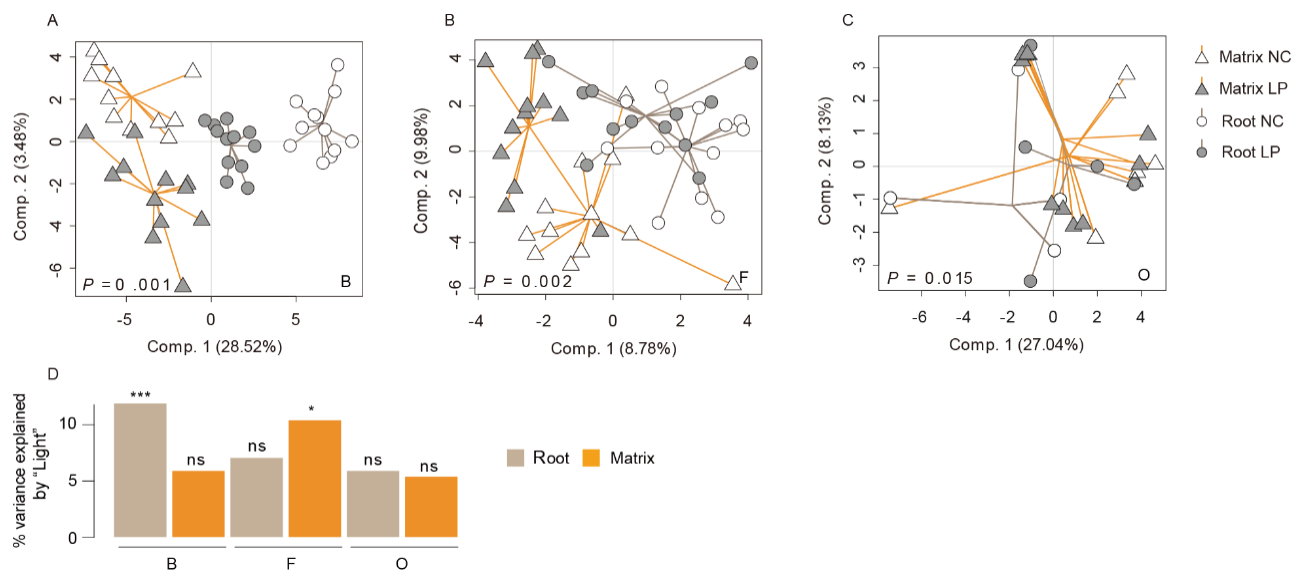 A
B
C
Comp. 2 (3.48%)
4
2
0
-2
-4
-6
P = 0 .001
B
-5
0
5
Comp. 1 (28.52%)
Comp. 2 (9.98%)
4
2
0
-2
-4
-6
P = 0.002
F
-4
-2
0
2
4
Comp. 1 (8.78%)
Comp. 2 (8.13%)
3
2
1
0
-1
-2
-3
P = 0.015
O
-6
-4
-2
0
2
4
Comp. 1 (27.04%)
Matrix NC
Matrix LP
Root NC
Root LP
D
% variance explained
by “Light”
10
5
0
***
ns
ns
*
ns
ns
B
F
O
Root
Matrix